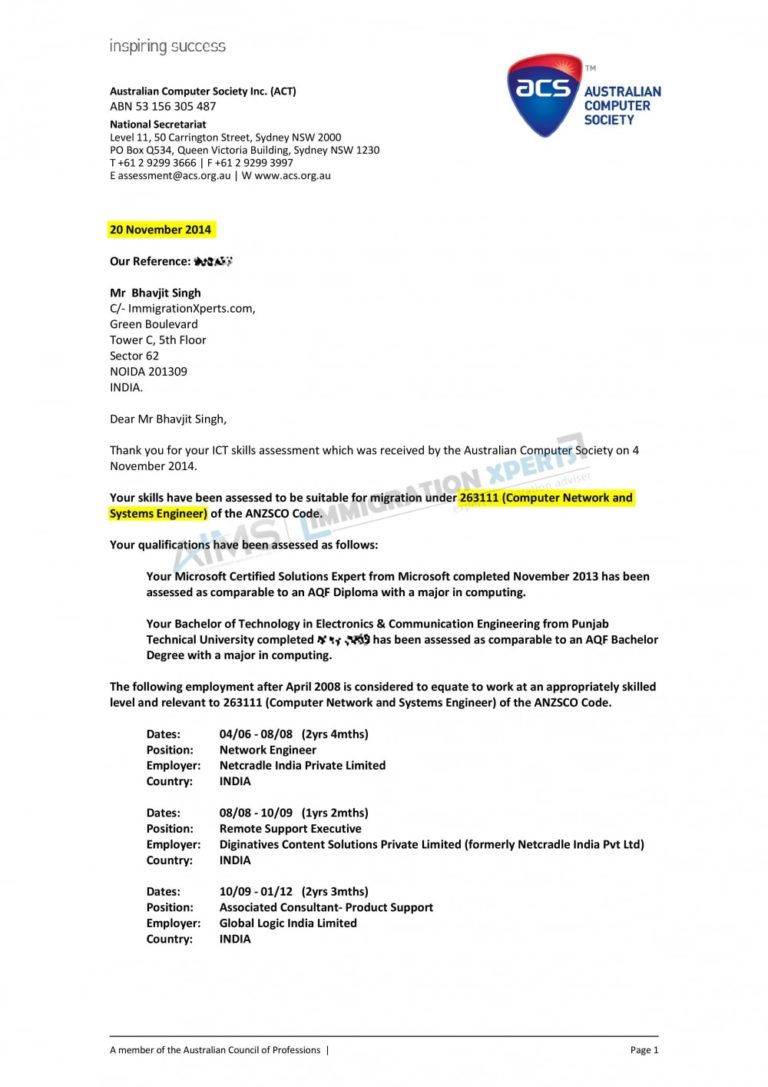 inspiring success
acs
TM
AUSTRALIAN
COMPUTER
SOCIETY
Australian Computer Society Inc. (ACT)
ABN 53 156 305 487
National Secretariat
Level 11, 50 Carrington Street, Sydney NSW 2000
PO Box Q534, Queen Victoria Building, Sydney NSW 1230
T +61 2 9299 3666 | F +61 2 9299 3997
E assessment@acs.org.au | W www.acs.org.au
20 November 2014
Our Reference:
Mr Bhavjit Singh
C/- ImmigrationXperts.com,
Green Boulevard
Tower C, 5th Floor
Sector 62
NOIDA 201309
INDIA.
Dear Mr Bhavjit Singh,
Thank you for your ICT skills assessment which was received by the Australian Computer Society on 4
November 2014.
AIMS IMMIGRATION XPERTS
adviser
Your skills have been assessed to be suitable for migration under 263111 (Computer Network and
Systems Engineer) of the ANZSCO Code.
Your qualifications have been assessed as follows:
Your Microsoft Certified Solutions Expert from Microsoft completed November 2013 has been
assessed as comparable to an AQF Diploma with a major in computing.
Your Bachelor of Technology in Electronics & Communication Engineering from Punjab
Technical University completed has been assessed as comparable to an AQF Bachelor
Degree with a major in computing.
The following employment after April 2008 is considered to equate to work at an appropriately skilled
level and relevant to 263111 (Computer Network and Systems Engineer) of the ANZSCO Code.
Dates: 04/06 - 08/08 (2yrs 4mths)
Position: Network Engineer
Employer: Netcradle India Private Limited
Country: INDIA
Dates: 08/08 - 10/09 (1yrs 2mths)
Position: Remote Support Executive
Employer: Diginatives Content Solutions Private Limited (formerly Netcradle India Pvt Ltd)
Country: INDIA
Dates: 10/09 - 01/12 (2yrs 3mths)
Position: Associated Consultant- Product Support
Employer: Global Logic India Limited
Country: INDIA
A member of the Australian Council of Professions |
Page 1